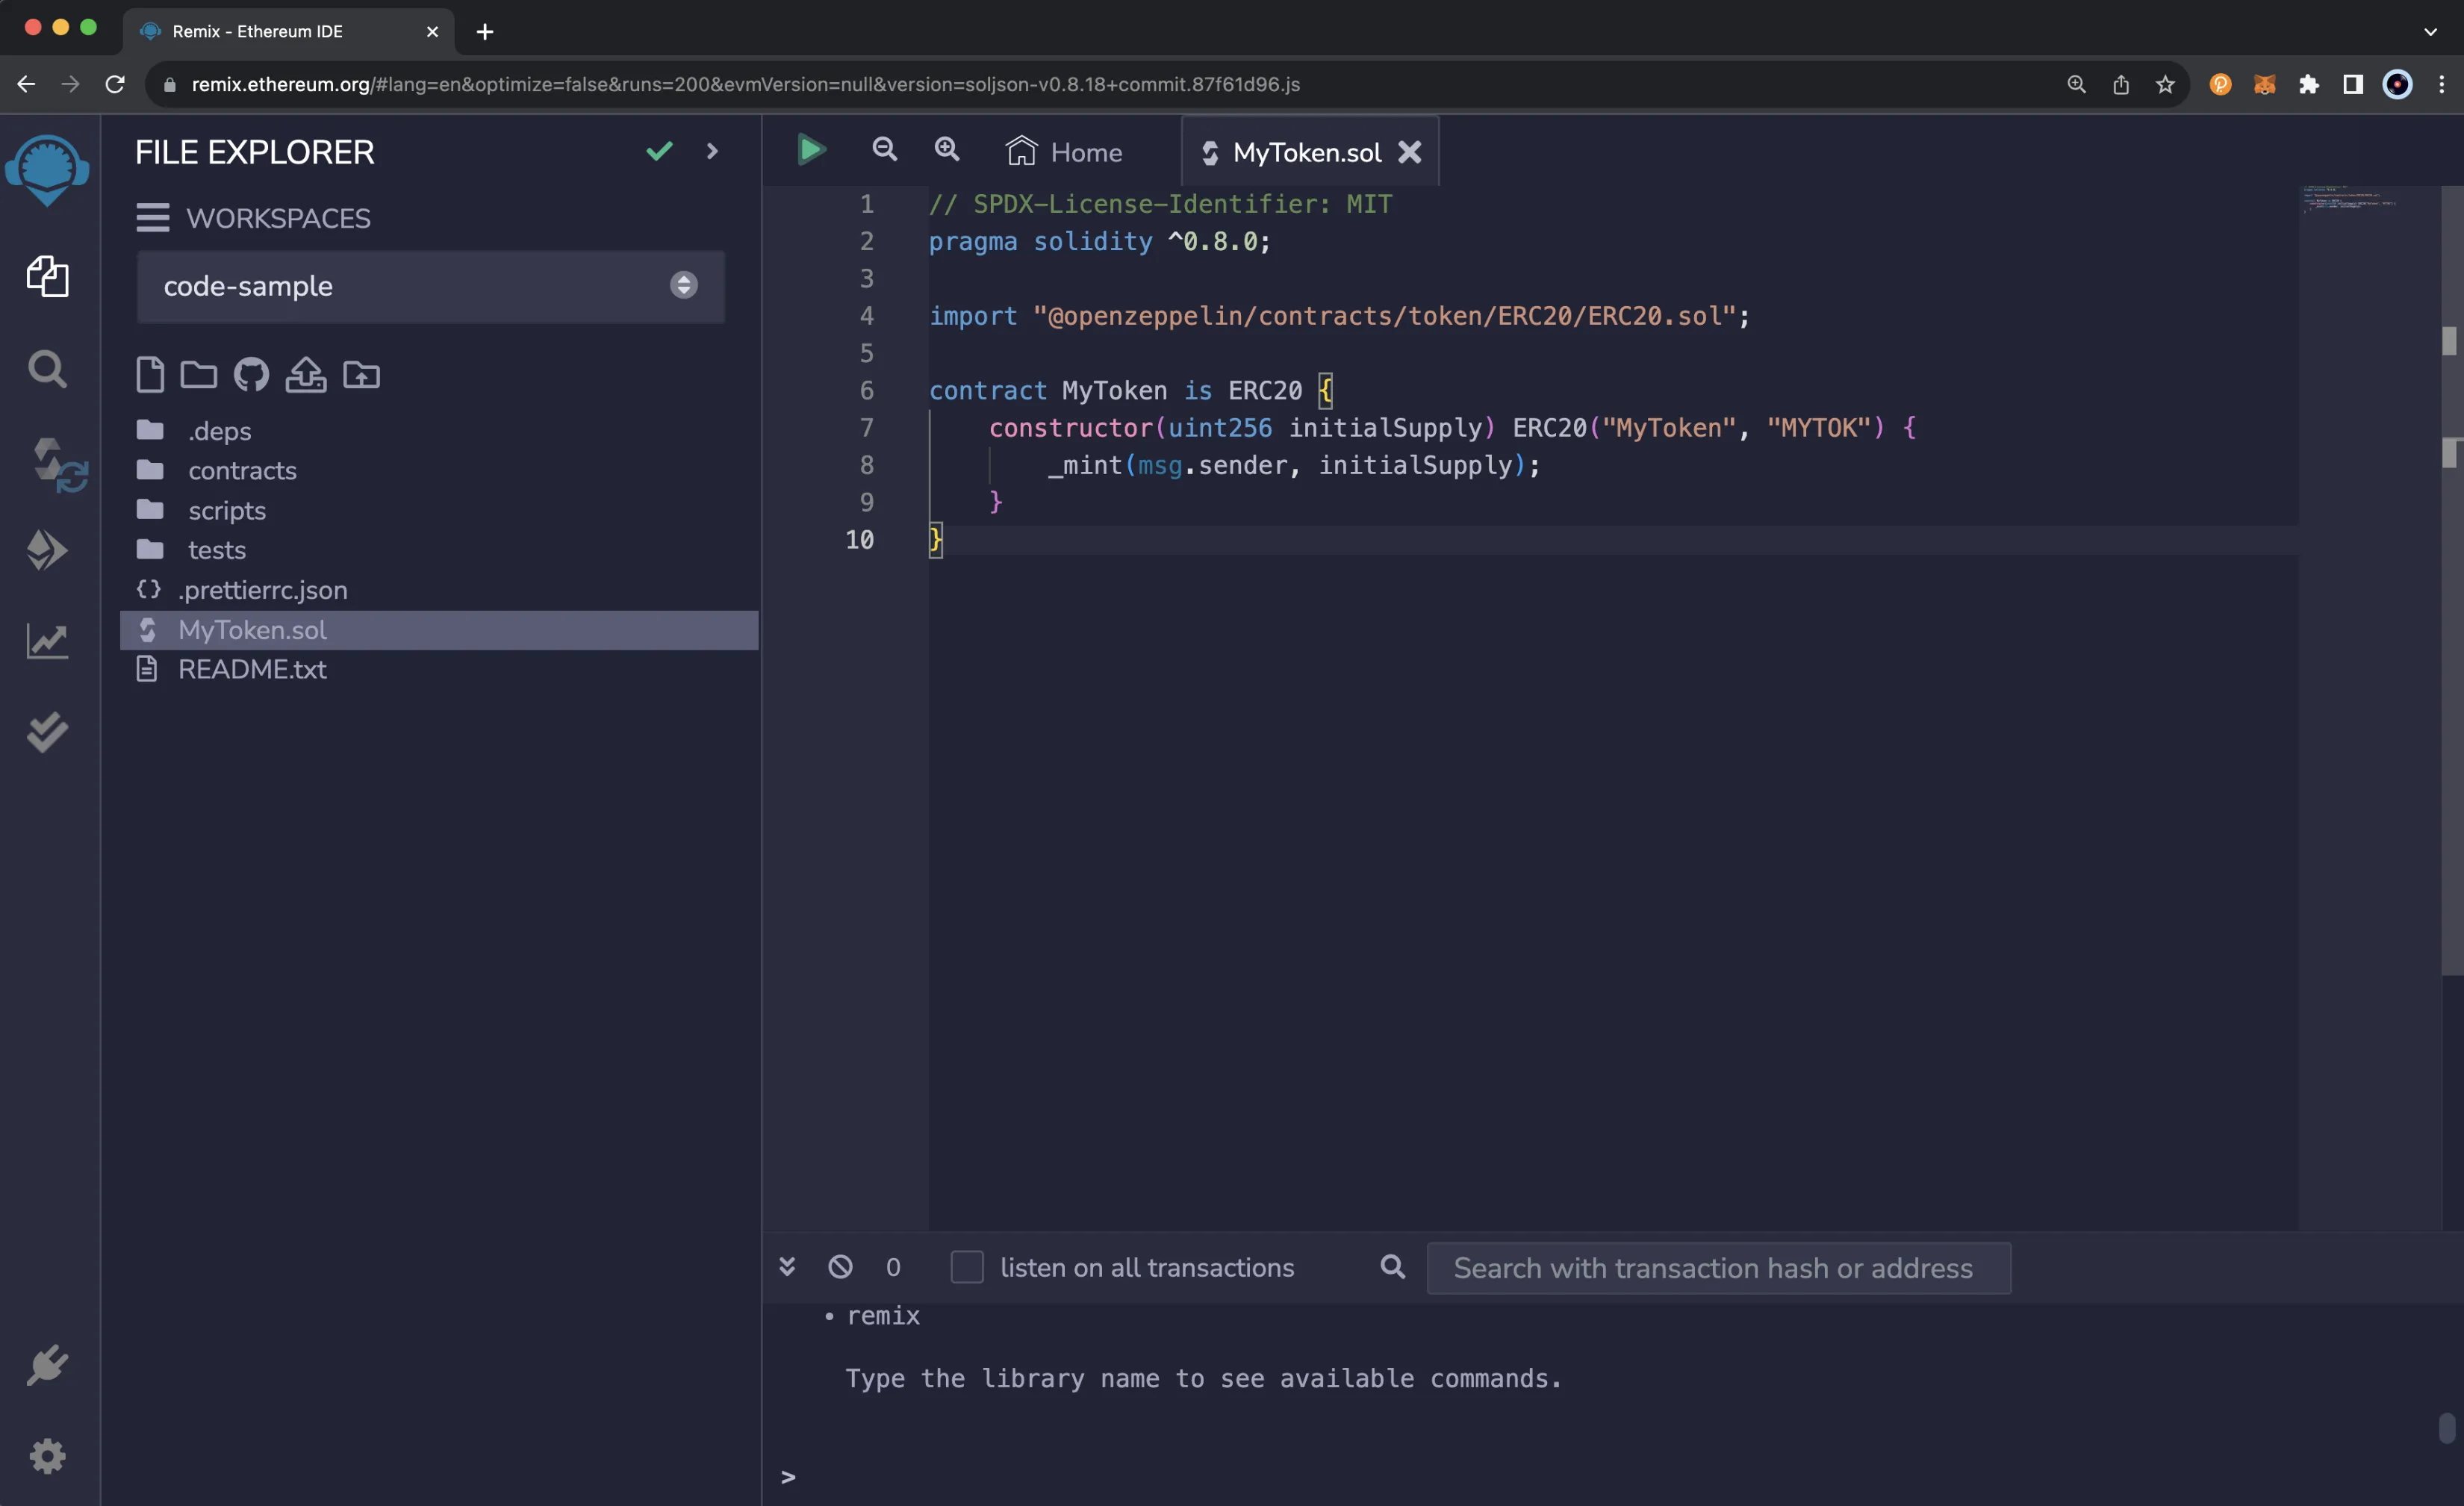 Remix - Ethereum IDE
remix.ethereum.org/#lang=en&optimize=false&runs=200&evmVersion=null&version=soljson-v0.8.18+commit.87f61d96.js
FILE EXPLORER
WORKSPACES
code-sample
.deps
contracts
scripts
tests
.prettierrc.json
MyToken.sol
README.txt
Home
MyToken.sol
1 // SPDX-License-Identifier: MIT
2 pragma solidity ^0.8.0;
3
4 import "@openzeppelin/contracts/token/ERC20/ERC20.sol";
5
6 contract MyToken is ERC20 {
7 constructor(uint256 initialSupply) ERC20("MyToken", "MYTOK") {
8 _mint(msg.sender, initialSupply);
9 }
10 }
0 listen on all transactions Search with transaction hash or address
• remix
Type the library name to see available commands.
>